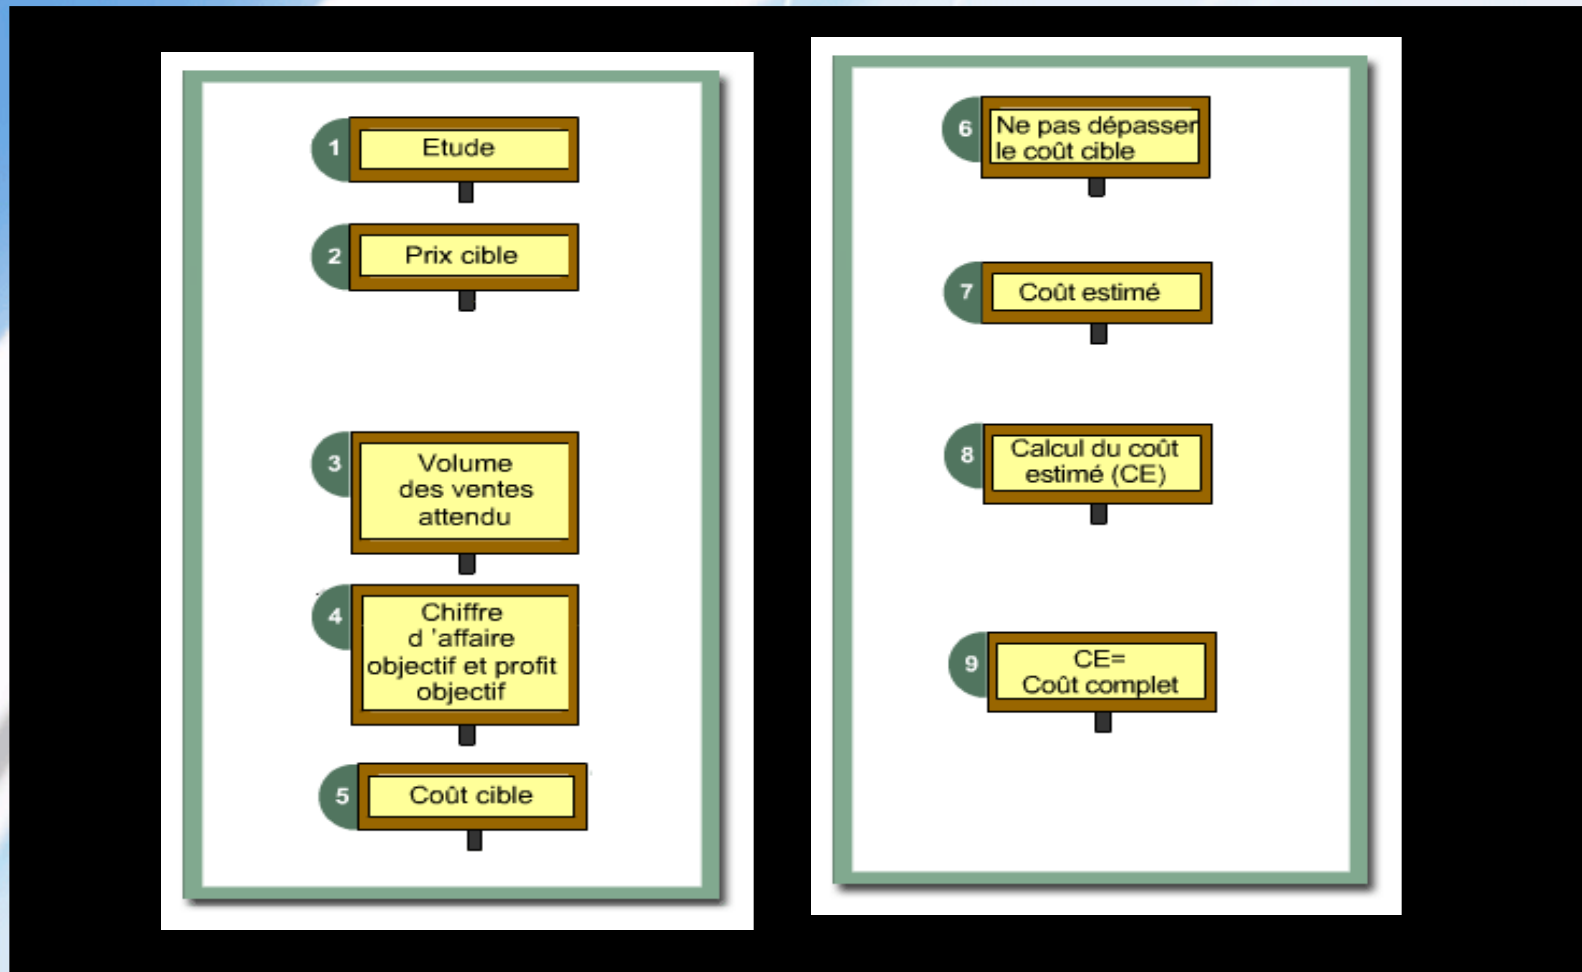 1
Etude
2
Prix cible
3
Volume
des ventes
attendu
4
Chiffre
d 'affaire
objectif et profit
objectif
5
Coût cible
6
Ne pas dépasser
le coût cible
7
Coût estimé
8
Calcul du coût
estimé (CE)
9
CE=
Coût complet